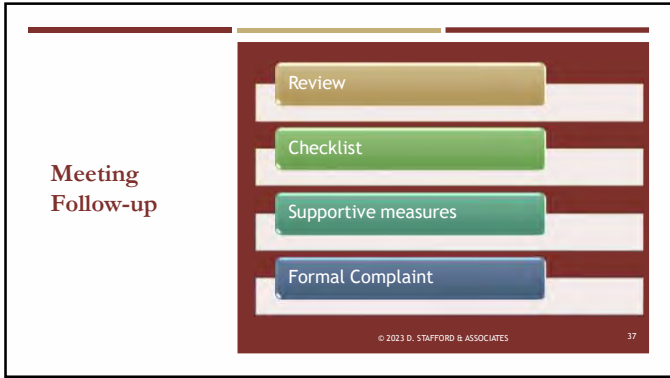 Meeting
Follow-up
Review
Checklist
Supportive measures
Formal Complaint
© 2023 D. STAFFORD & ASSOCIATES
37